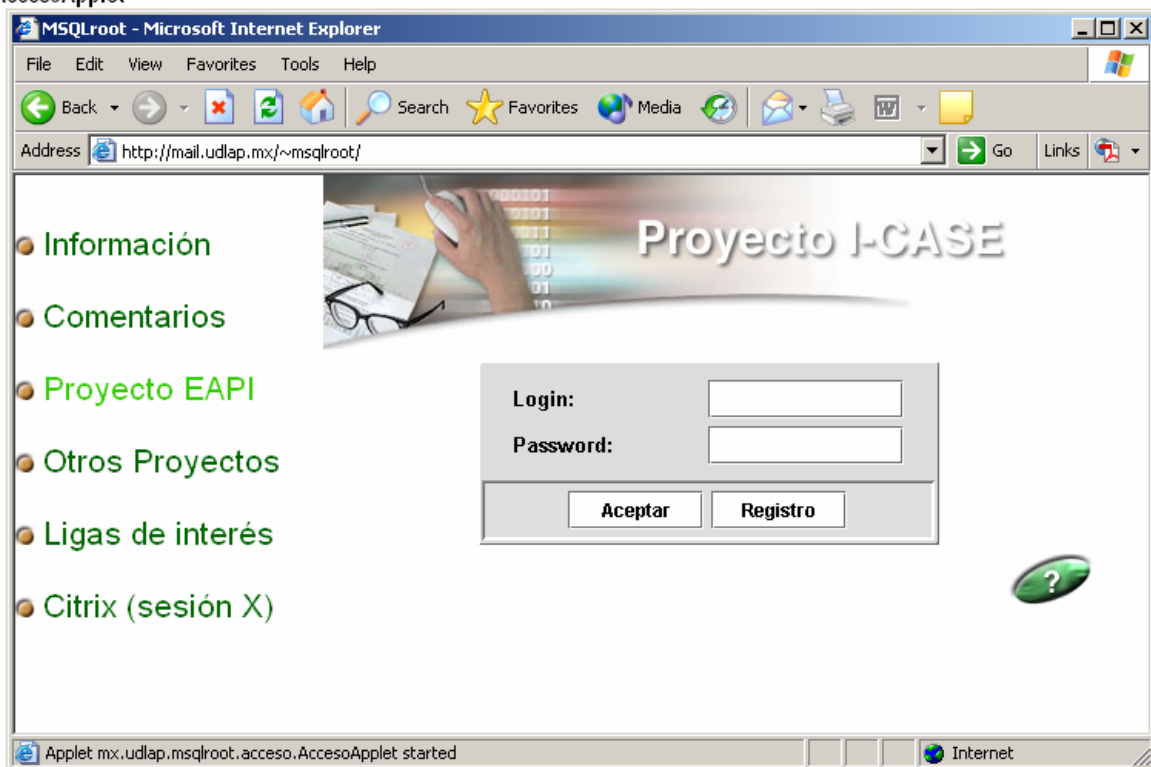 MSQLroot - Microsoft Internet Explorer
File Edit View Favorites Tools Help
Back Search Favorites Media
Address http://mail.udlap.mx/~msqlroot/ Go Links
Proyecto I-CASE
Información
Comentarios
Proyecto EAPI
Otros Proyectos
Ligas de interés
Citrix (sesión X)
Login:
Password:
Aceptar Registro
?
Applet mx.udlap.msqlroot.acceso.AccesoApplet started Internet